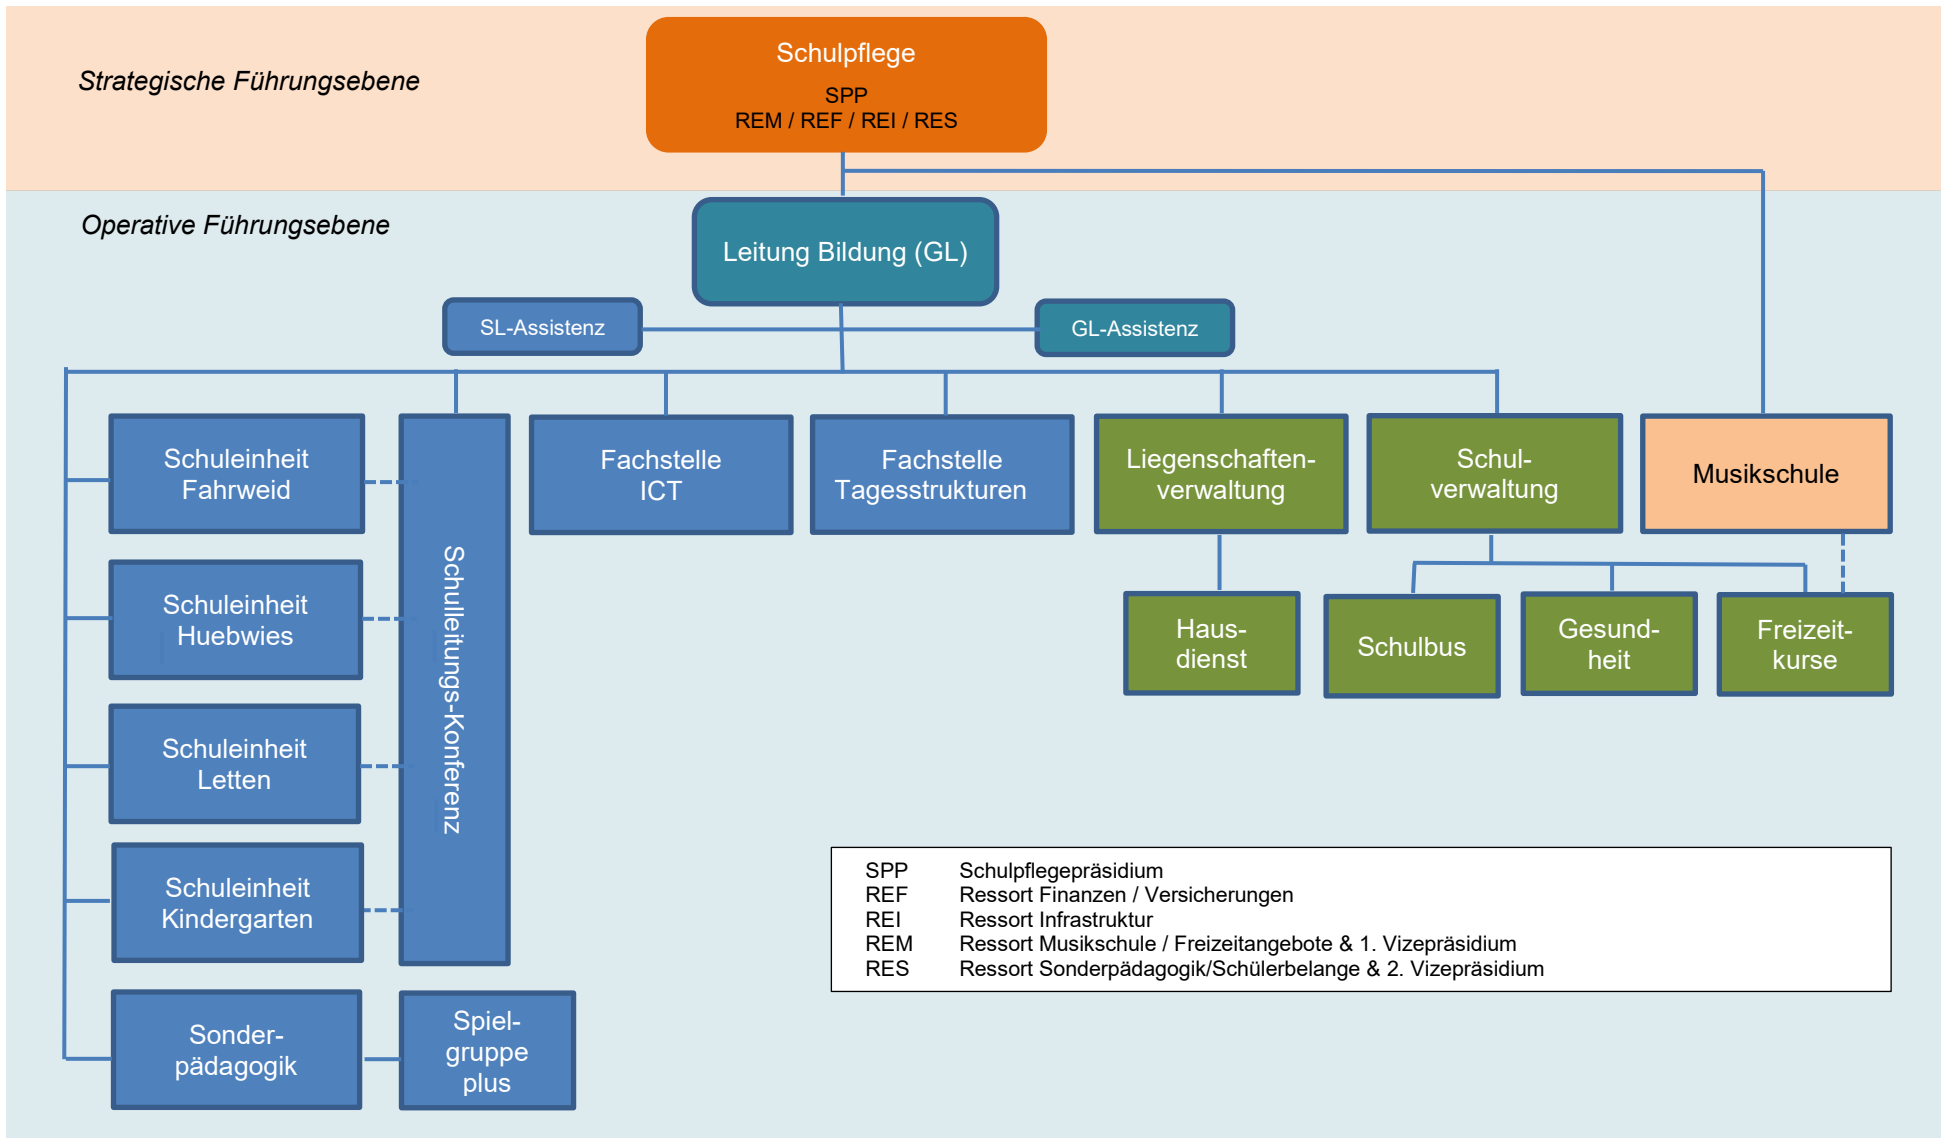 Strategische Führungsebene
Schulpflege
SPP
REM / REF / REI / RES
Operative Führungsebene
Leitung Bildung (GL)
SL-Assistenz
GL-Assistenz
Schuleinheit
Fahrweid
Schuleinheit
Huebwies
Schuleinheit
Letten
Schuleinheit
Kindergarten
Sonder-
pädagogik
Schulleitungs-Konferenz
Spiel-
gruppe
plus
Fachstelle
ICT
Fachstelle
Tagesstrukturen
Liegenschaften-
verwaltung
Schul-
verwaltung
Musikschule
Haus-
dienst
Schulbus
Gesund-
heit
Freizeit-
kurse
SPP Schulpflegepräsidium
REF Ressort Finanzen / Versicherungen
REI Ressort Infrastruktur
REM Ressort Musikschule / Freizeitangebote & 1. Vizepräsidium
RES Ressort Sonderpädagogik/Schülerbelange & 2. Vizepräsidium